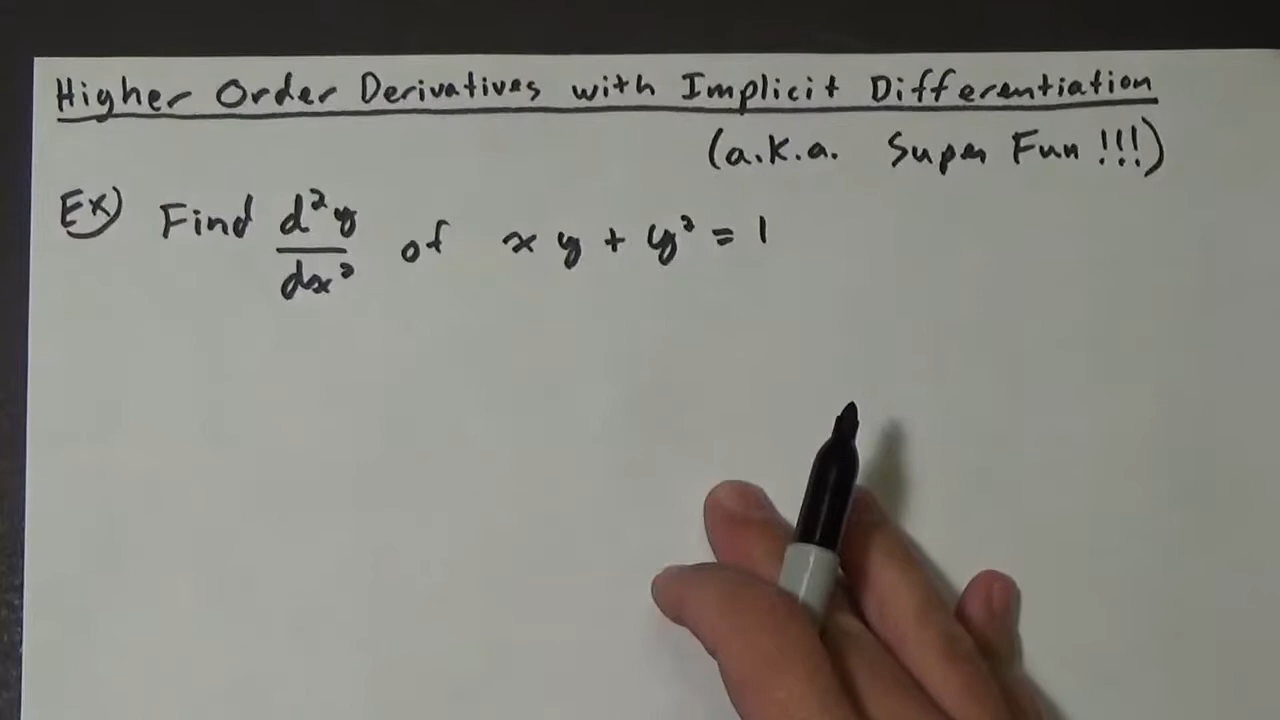 Higher Order Derivatives with Implicit Differentiation
(a.k.a. Super Fun !!!)
Ex) Find d²y/dx² of xy + y² = 1